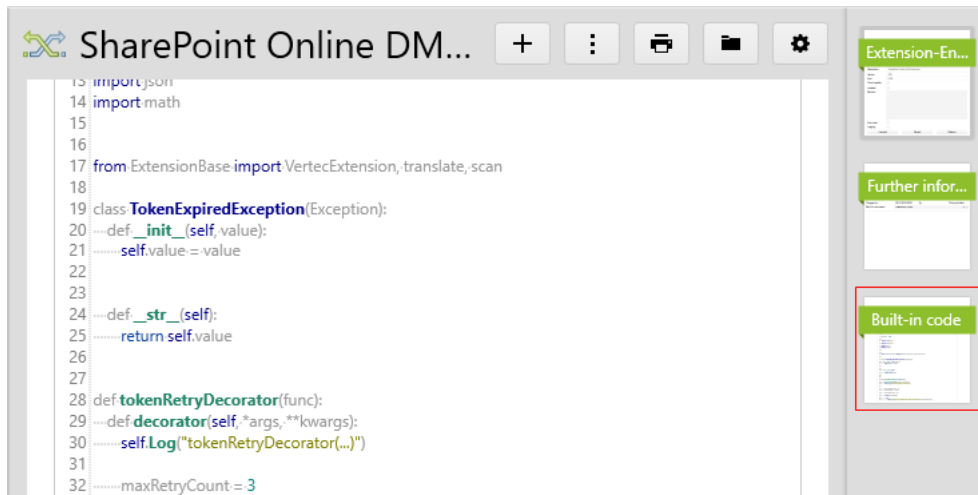 SharePoint Online DM...
13 import json
14 import math
15
16
17 from ExtensionBase import VertecExtension, translate, scan
18
19 class TokenExpiredException(Exception):
20 def __init__(self, value):
21 self.value = value
22
23
24 def __str__(self):
25 return self.value
26
27
28 def tokenRetryDecorator(func):
29 def decorator(self, *args, **kwargs):
30 self.Log("tokenRetryDecorator(...)")
31
32 maxRetryCount = 3
Extension-En...
Further infor...
Built-in code